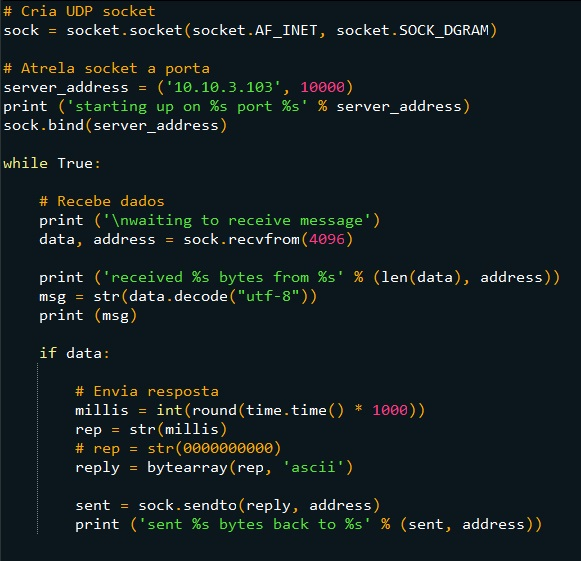 # Cria UDP socket
sock = socket.socket(socket.AF_INET, socket.SOCK_DGRAM)
# Atrela socket a porta
server_address = ('10.10.3.103', 10000)
print ('starting up on %s port %s' % server_address)
sock.bind(server_address)
while True:
# Recebe dados
print ('\nwaiting to receive message')
data, address = sock.recvfrom(4096)
print ('received %s bytes from %s' % (len(data), address))
msg = str(data.decode("utf-8"))
print (msg)
if data:
# Envia resposta
millis = int(round(time.time() * 1000))
rep = str(millis)
# rep = str(0000000000)
reply = bytearray(rep, 'ascii')
sent = sock.sendto(reply, address)
print ('sent %s bytes back to %s' % (sent, address))